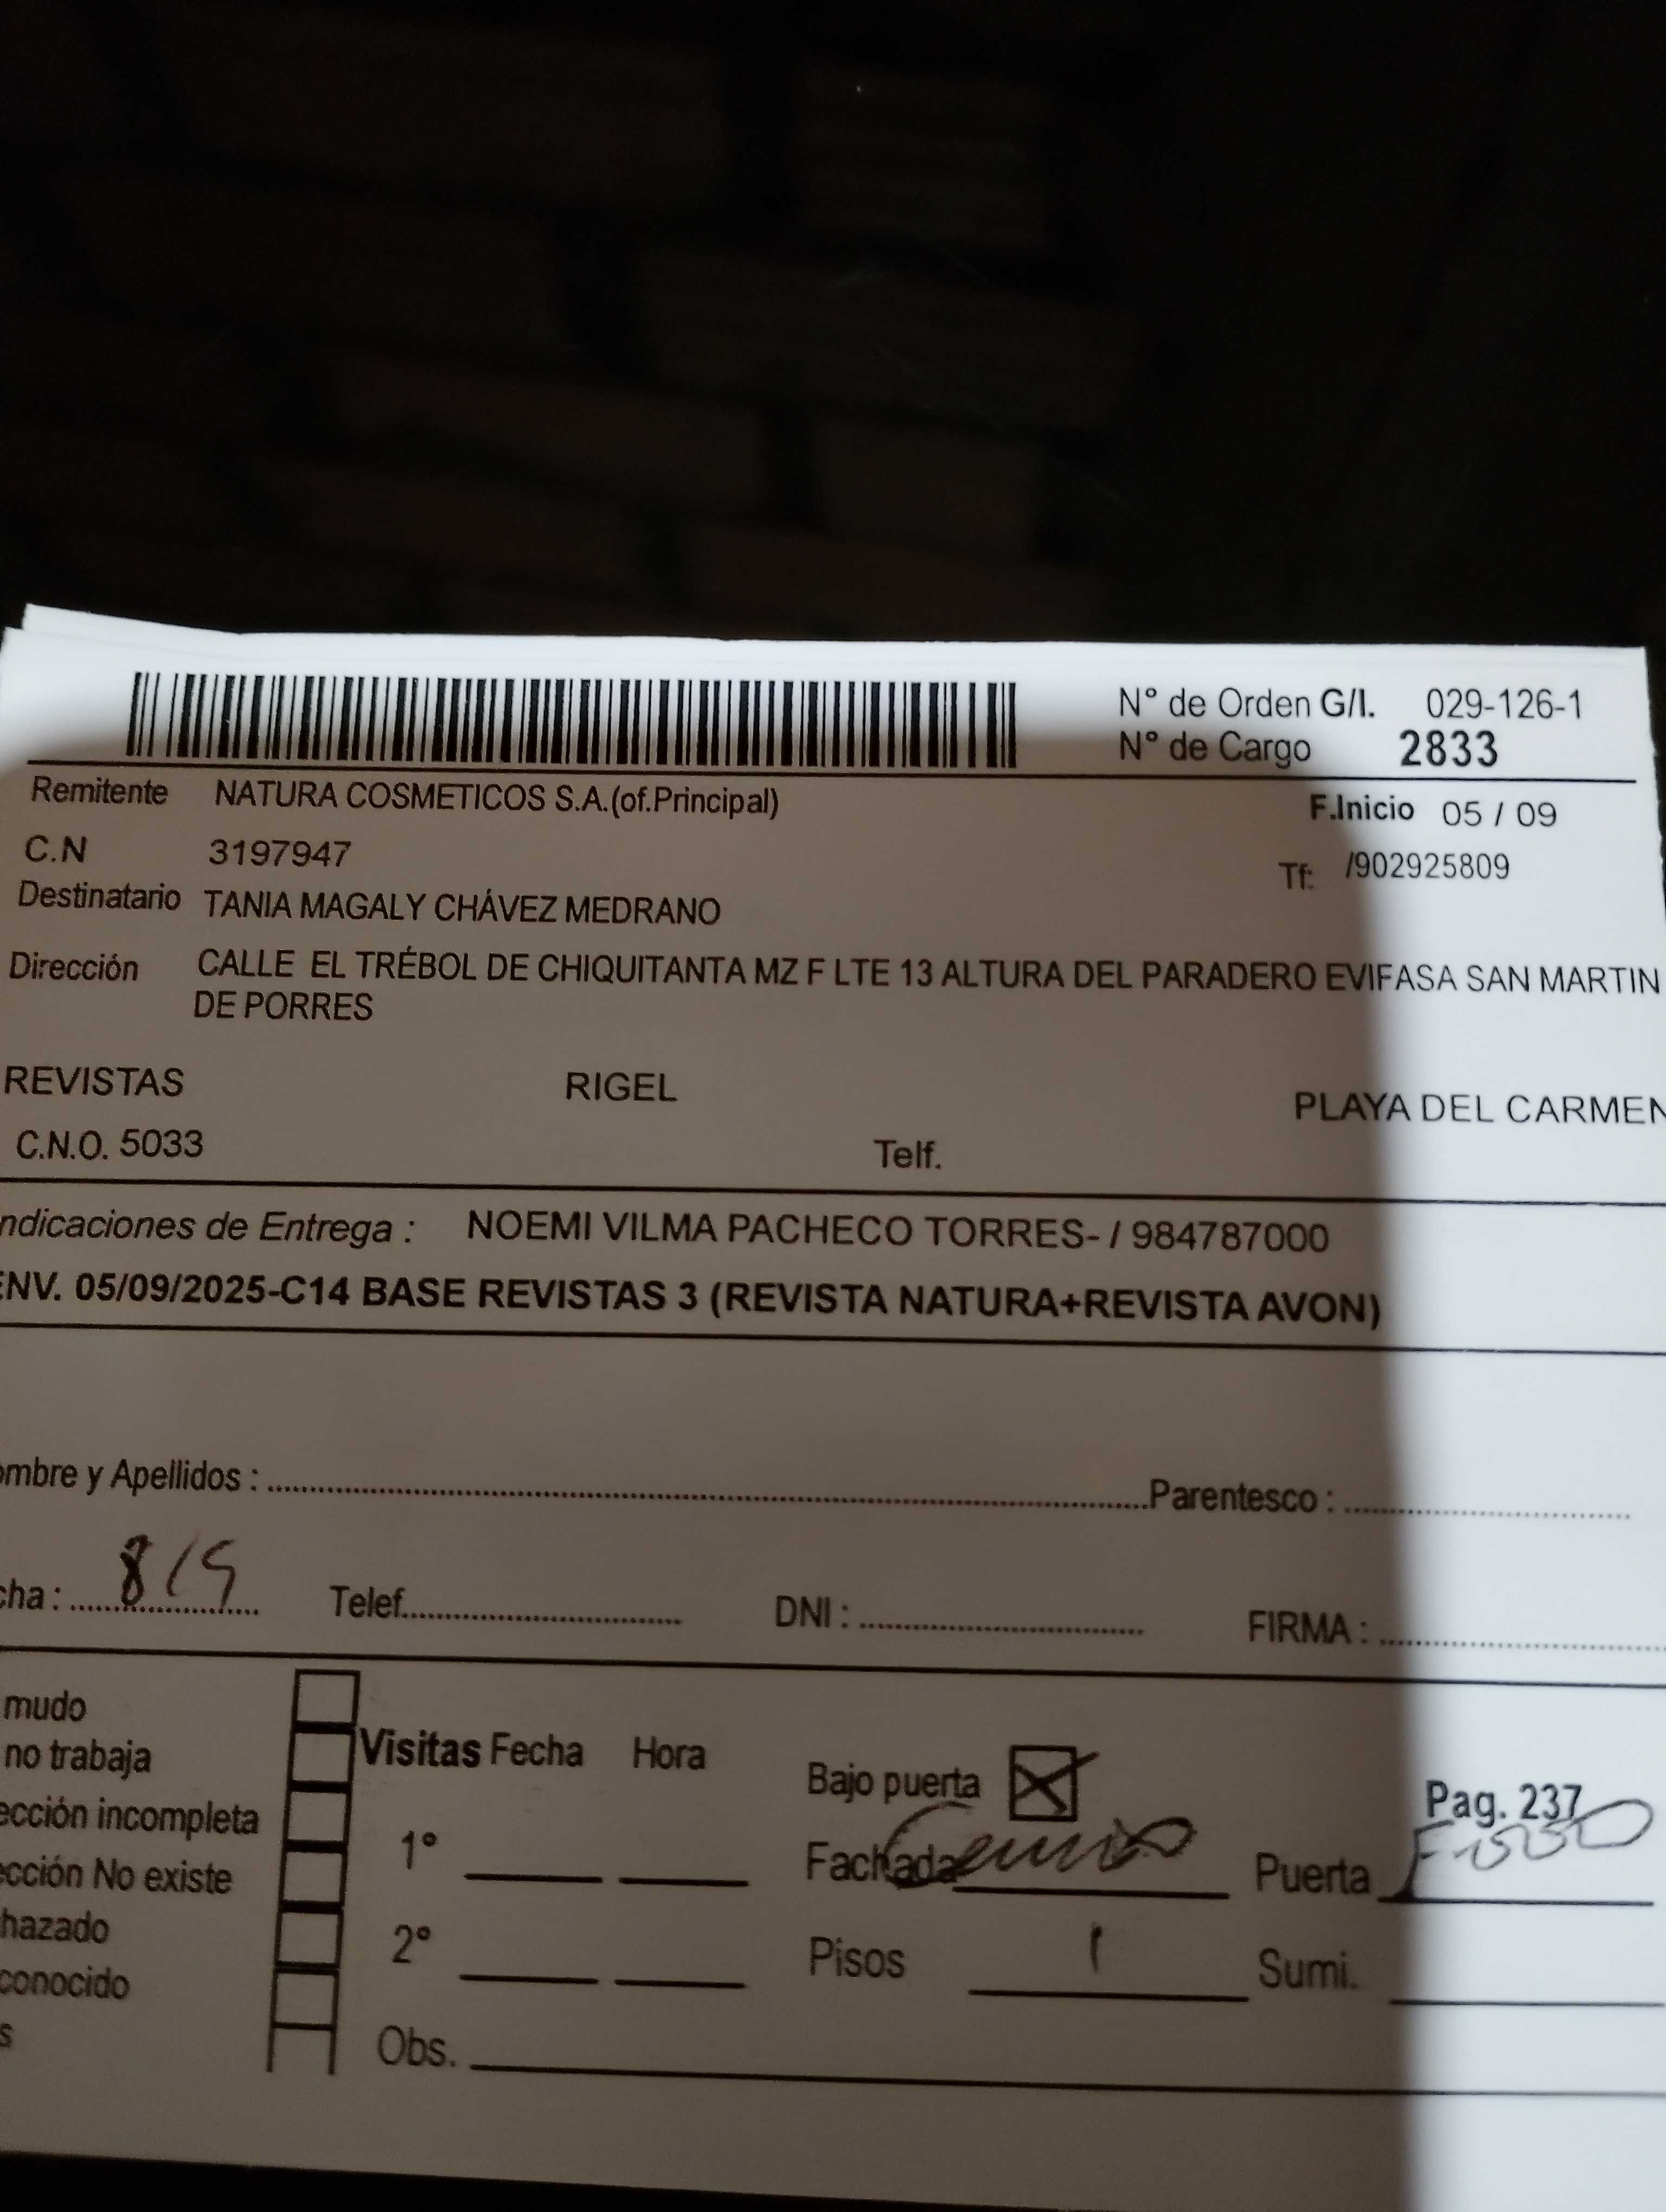 N° de Orden G/I. 029-126-1
N° de Cargo 2833
Remitente NATURA COSMETICOS S.A.(of.Principal)
F.Inicio 05 / 09
C.N 3197947
Tf: /902925809
Destinatario TANIA MAGALY CHÁVEZ MEDRANO
Dirección CALLE EL TRÉBOL DE CHIQUITANTA MZ F LTE 13 ALTURA DEL PARADERO EVIFASA SAN MARTIN
DE PORRES
REVISTAS RIGEL PLAYA DEL CARMEN
C.N.O. 5033 Telf.
ndicaciones de Entrega : NOEMI VILMA PACHECO TORRES- / 984787000
ENV. 05/09/2025-C14 BASE REVISTAS 3 (REVISTA NATURA+REVISTA AVON)
ombre y Apellidos : Parentesco :
cha : 8/9 Telef. DNI : FIRMA :
mudo
no trabaja
Visitas Fecha Hora
Bajo puerta
Pag. 237
ección incompleta
1°
Fachada
Puerta
ección No existe
hazado
2°
Pisos 1
Sumi.
conocido
s
Obs.